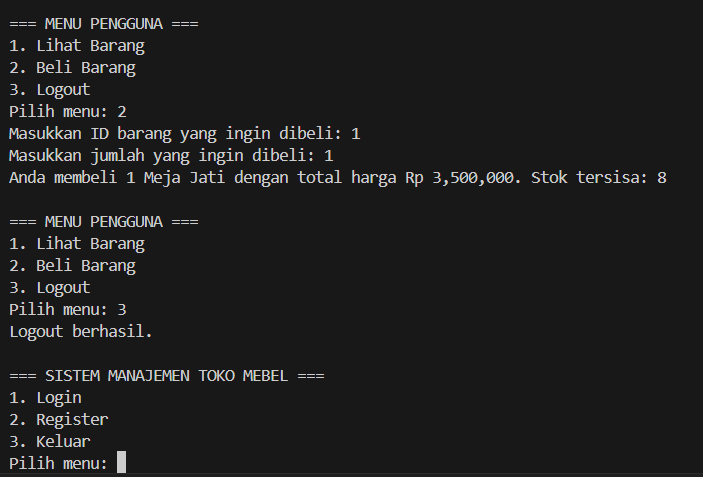 === MENU PENGGUNA ===
1. Lihat Barang
2. Beli Barang
3. Logout
Pilih menu: 2
Masukkan ID barang yang ingin dibeli: 1
Masukkan jumlah yang ingin dibeli: 1
Anda membeli 1 Meja Jati dengan total harga Rp 3,500,000. Stok tersisa: 8
=== MENU PENGGUNA ===
1. Lihat Barang
2. Beli Barang
3. Logout
Pilih menu: 3
Logout berhasil.
=== SISTEM MANAJEMEN TOKO MEBEL ===
1. Login
2. Register
3. Keluar
Pilih menu: